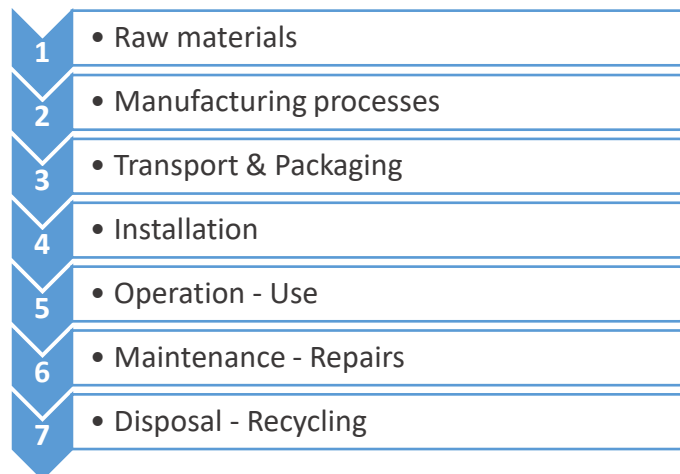 1 • Raw materials
2 • Manufacturing processes
3 • Transport & Packaging
4 • Installation
5 • Operation - Use
6 • Maintenance - Repairs
7 • Disposal - Recycling